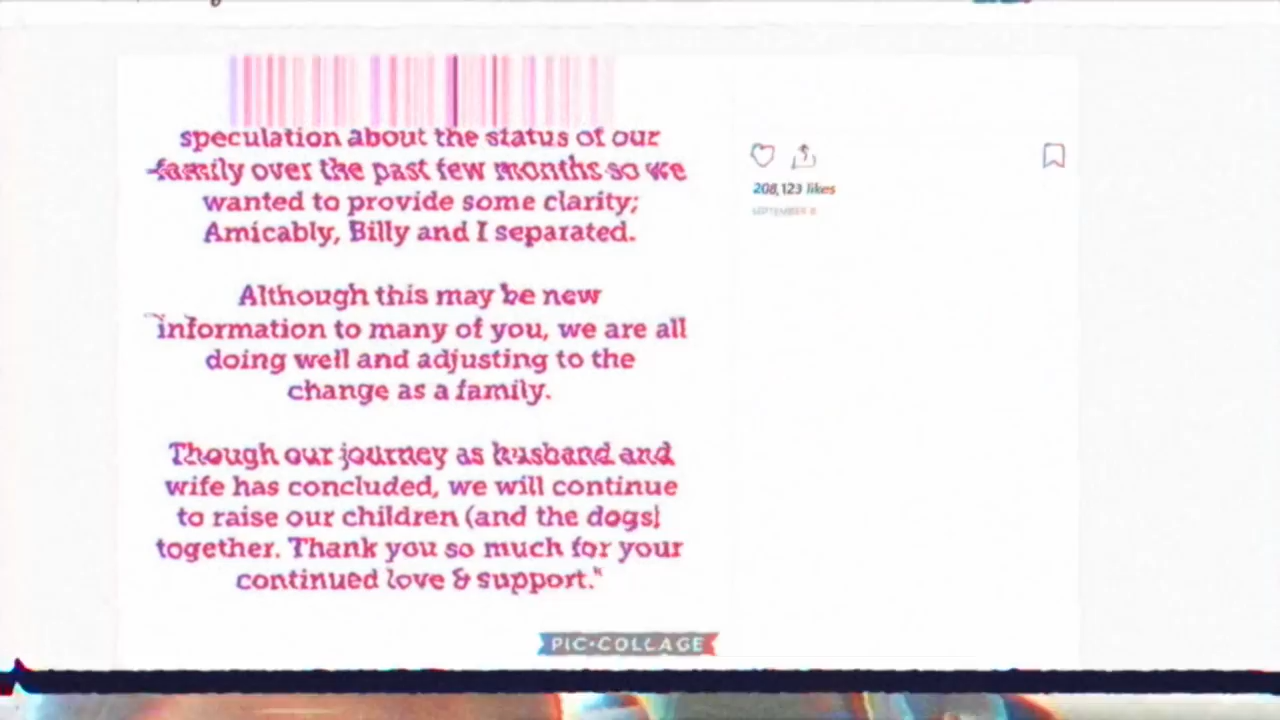 speculation about the status of our
family over the past few months so we
wanted to provide some clarity;
Amicably, Billy and I separated.
Although this may be new
information to many of you, we are all
doing well and adjusting to the
change as a family.
Though our journey as husband and
wife has concluded, we will continue
to raise our children (and the dogs)
together. Thank you so much for your
continued love & support."
PIC•COLLAGE
208,123 likes
SEPTEMBER 8